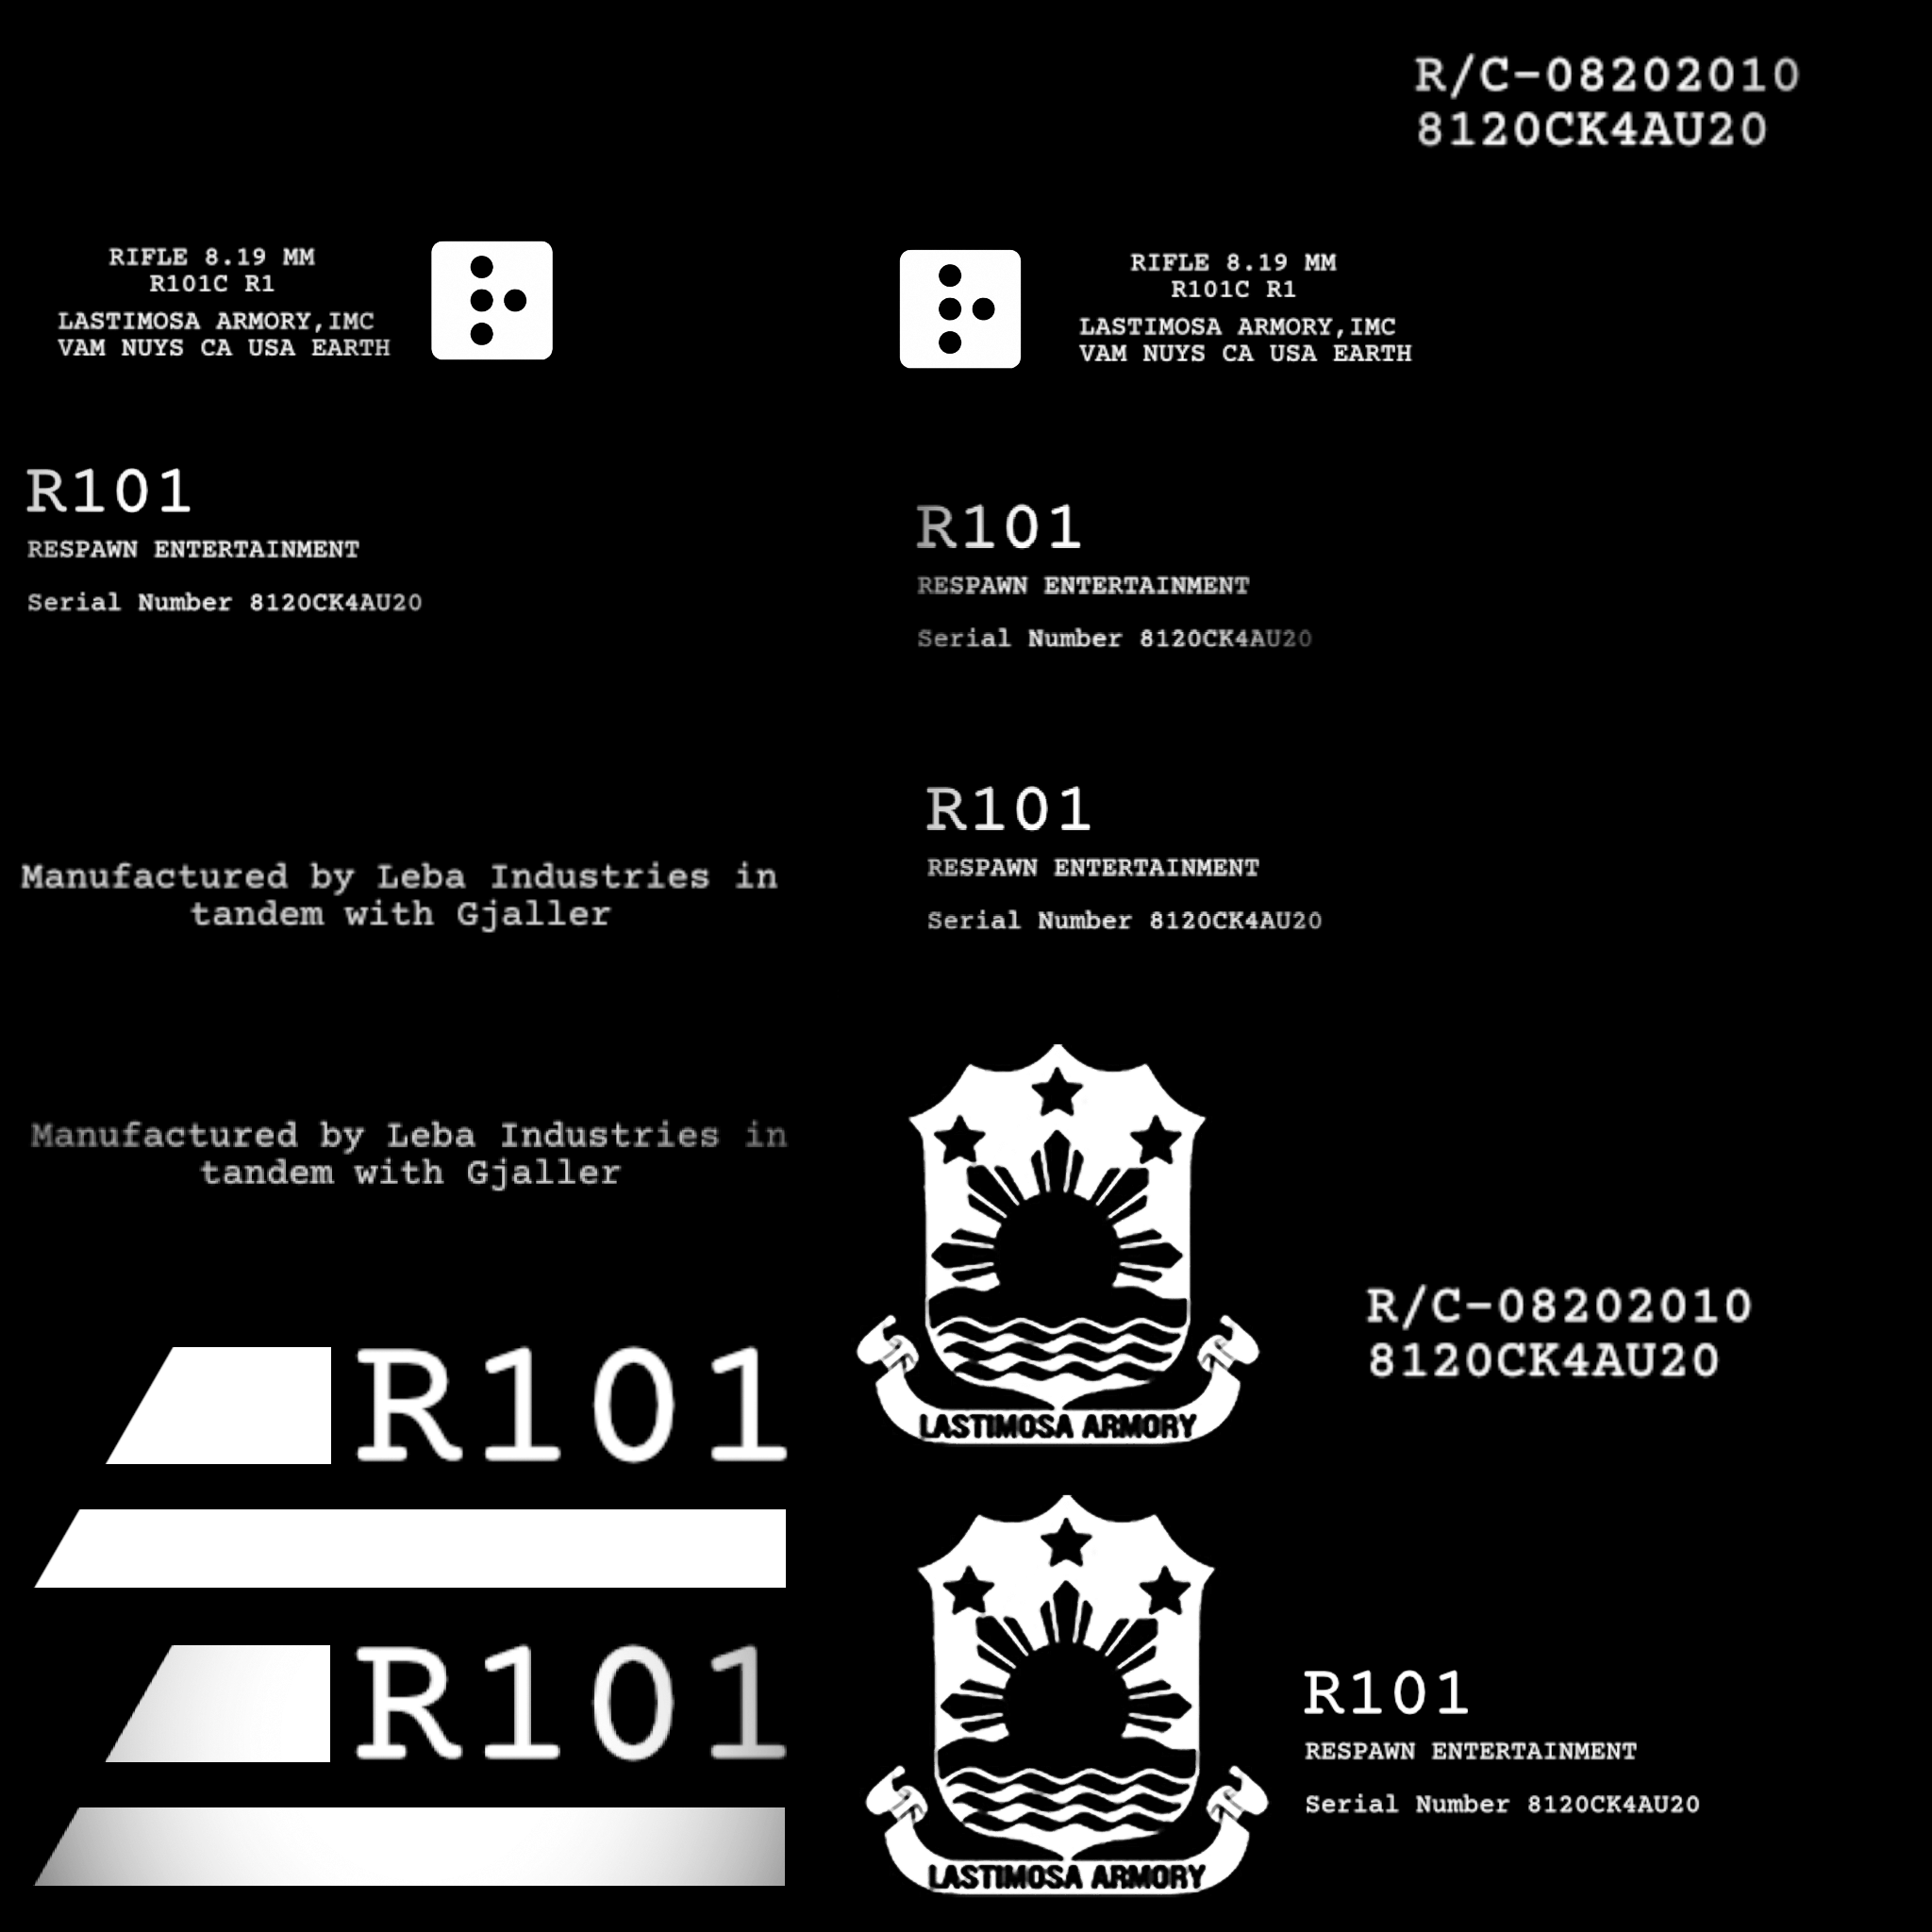 R/C-08202010
8120CK4AU20
RIFLE 8.19 MM
R101C R1
LASTIMOSA ARMORY,IMC
VAM NUYS CA USA EARTH
RIFLE 8.19 MM
R101C R1
LASTIMOSA ARMORY,IMC
VAM NUYS CA USA EARTH
R101
RESPAWN ENTERTAINMENT
Serial Number 8120CK4AU20
R101
RESPAWN ENTERTAINMENT
Serial Number 8120CK4AU20
R101
RESPAWN ENTERTAINMENT
Serial Number 8120CK4AU20
Manufactured by Leba Industries in
tandem with Gjaller
Manufactured by Leba Industries in
tandem with Gjaller
R/C-08202010
8120CK4AU20
R101
LASTIMOSA ARMORY
R101
R101
RESPAWN ENTERTAINMENT
Serial Number 8120CK4AU20
LASTIMOSA ARMORY